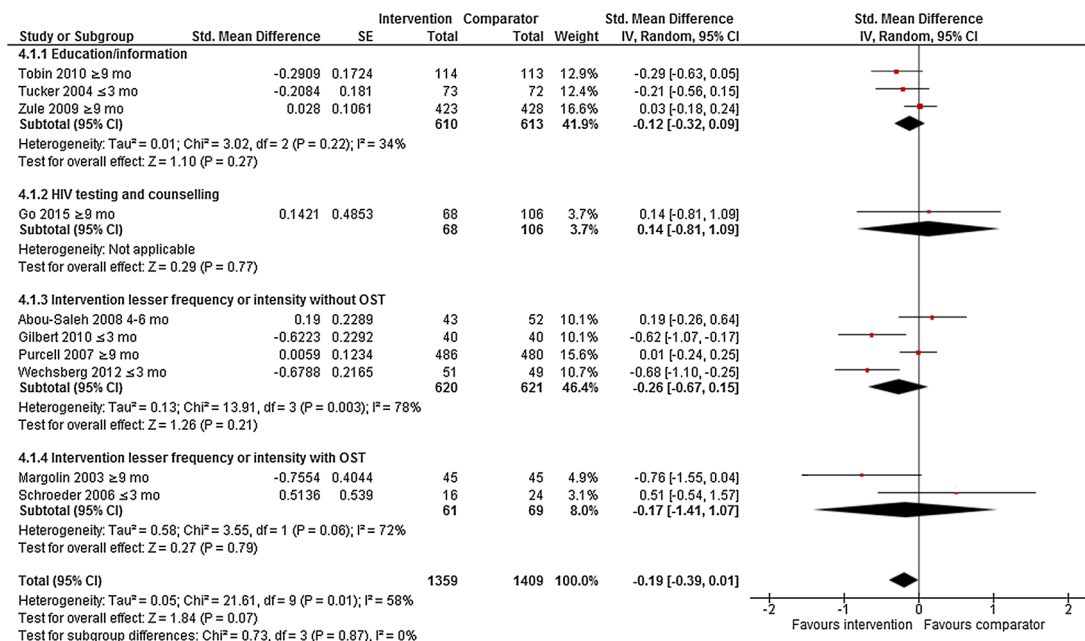 Intervention Comparator Std. Mean Difference Std. Mean Difference
Study or Subgroup Std. Mean Difference SE Total Total Weight IV, Random, 95% CI IV, Random, 95% CI
4.1.1 Education/information
Tobin 2010 ≥9 mo -0.2909 0.1724 114 113 12.9% -0.29 [-0.63, 0.05]
Tucker 2004 ≤3 mo -0.2084 0.181 73 72 12.4% -0.21 [-0.56, 0.15]
Zule 2009 ≥9 mo 0.028 0.1061 423 428 16.6% 0.03 [-0.18, 0.24]
Subtotal (95% CI) 610 613 41.9% -0.12 [-0.32, 0.09]
Heterogeneity: Tau² = 0.01; Chi² = 3.02, df = 2 (P = 0.22); I² = 34%
Test for overall effect: Z = 1.10 (P = 0.27)
4.1.2 HIV testing and counselling
Go 2015 ≥9 mo 0.1421 0.4853 68 106 3.7% 0.14 [-0.81, 1.09]
Subtotal (95% CI) 68 106 3.7% 0.14 [-0.81, 1.09]
Heterogeneity: Not applicable
Test for overall effect: Z = 0.29 (P = 0.77)
4.1.3 Intervention lesser frequency or intensity without OST
Abou-Saleh 2008 4-6 mo 0.19 0.2289 43 52 10.1% 0.19 [-0.26, 0.64]
Gilbert 2010 ≤3 mo -0.6223 0.2292 40 40 10.1% -0.62 [-1.07, -0.17]
Purcell 2007 ≥9 mo 0.0059 0.1234 486 480 15.6% 0.01 [-0.24, 0.25]
Wechsberg 2012 ≤3 mo -0.6788 0.2165 51 49 10.7% -0.68 [-1.10, -0.25]
Subtotal (95% CI) 620 621 46.4% -0.26 [-0.67, 0.15]
Heterogeneity: Tau² = 0.13; Chi² = 13.91, df = 3 (P = 0.003); I² = 78%
Test for overall effect: Z = 1.26 (P = 0.21)
4.1.4 Intervention lesser frequency or intensity with OST
Margolin 2003 ≥9 mo -0.7554 0.4044 45 45 4.9% -0.76 [-1.55, 0.04]
Schroeder 2006 ≤3 mo 0.5136 0.539 16 24 3.1% 0.51 [-0.54, 1.57]
Subtotal (95% CI) 61 69 8.0% -0.17 [-1.41, 1.07]
Heterogeneity: Tau² = 0.58; Chi² = 3.55, df = 1 (P = 0.06); I² = 72%
Test for overall effect: Z = 0.27 (P = 0.79)
Total (95% CI) 1359 1409 100.0% -0.19 [-0.39, 0.01]
Heterogeneity: Tau² = 0.05; Chi² = 21.61, df = 9 (P = 0.01); I² = 58%
Test for overall effect: Z = 1.84 (P = 0.07)
Test for subgroup differences: Chi² = 0.73, df = 3 (P = 0.87), I² = 0%
-2 -1 0 1 2
Favours intervention Favours comparator